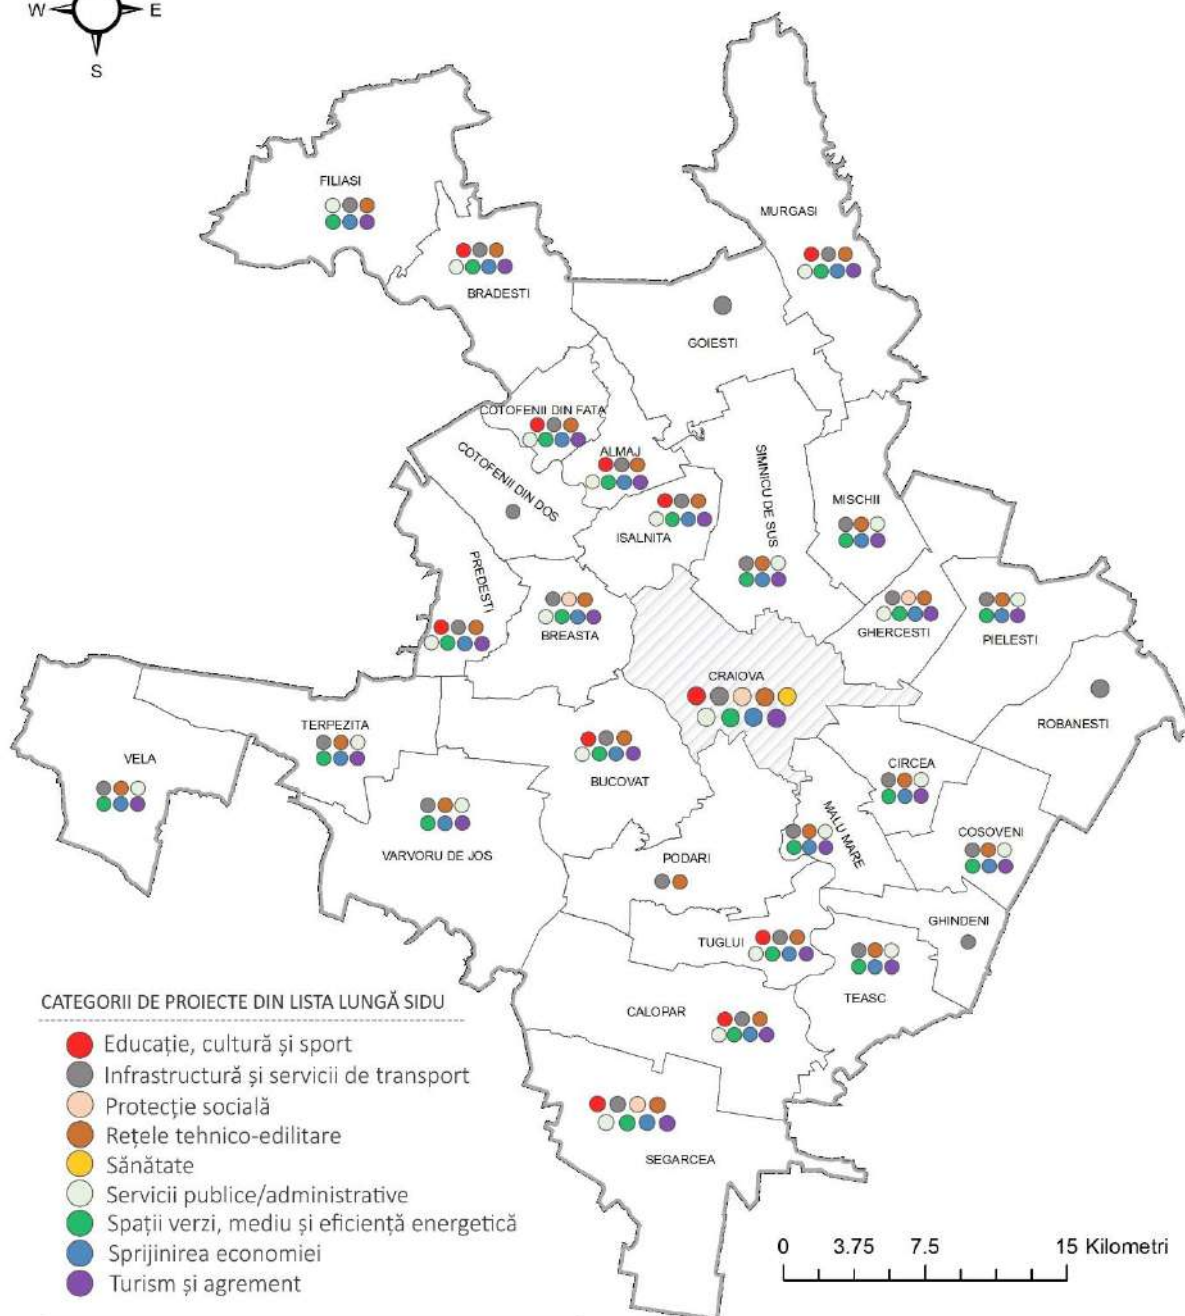 W E
S
FILIASI
MURGASI
BRADESTI
GOIESTI
COTOFENII DIN FATA
ALMAJ
COTOFENII DIN DOS
SIMNICU DE SUS
MISCHII
ISALNITA
PREDESTI
BREASTA
GHERCESTI
PIELESTI
CRAIOVA
ROBANESTI
TERPEZITA
VELA
BUCOVAT
CIRCEA
MALU MARE
COSOVENI
VARVORU DE JOS
PODARI
GHINDENI
TUGLUI
TEASC
CALOPAR
SEGARCEA
CATEGORII DE PROIECTE DIN LISTA LUNGĂ SIDU
Educație, cultură și sport
Infrastructură și servicii de transport
Protecție socială
Rețele tehnico-edilitare
Sănătate
Servicii publice/administrative
Spații verzi, mediu și eficiență energetică
Sprijinirea economiei
Turism și agrement
0 3.75 7.5 15 Kilometri